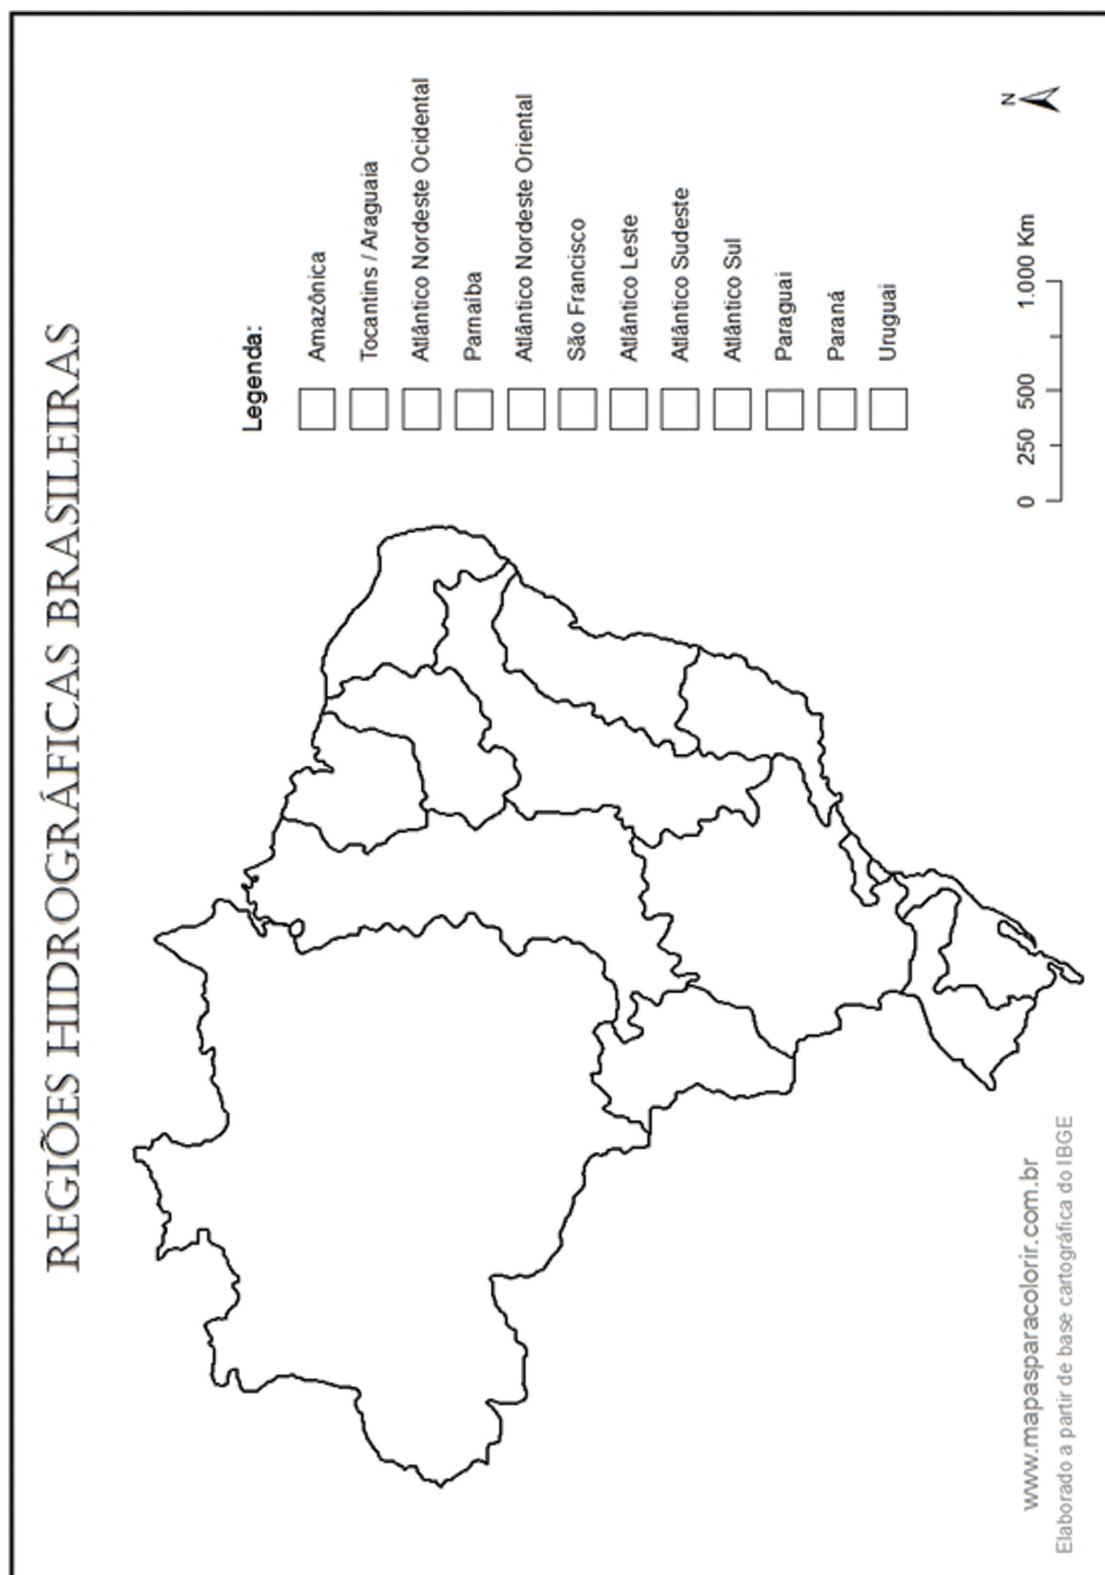 REGIÕES HIDROGRÁFICAS BRASILEIRAS
Legenda:
Amazônica
Tocantins / Araguaia
Atlântico Nordeste Ocidental
Parnaíba
Atlântico Nordeste Oriental
São Francisco
Atlântico Leste
Atlântico Sudeste
Atlântico Sul
Paraguai
Paraná
Uruguai
N
0 250 500 1.000 Km
www.mapasparacolorir.com.br
Elaborado a partir de base cartográfica do IBGE